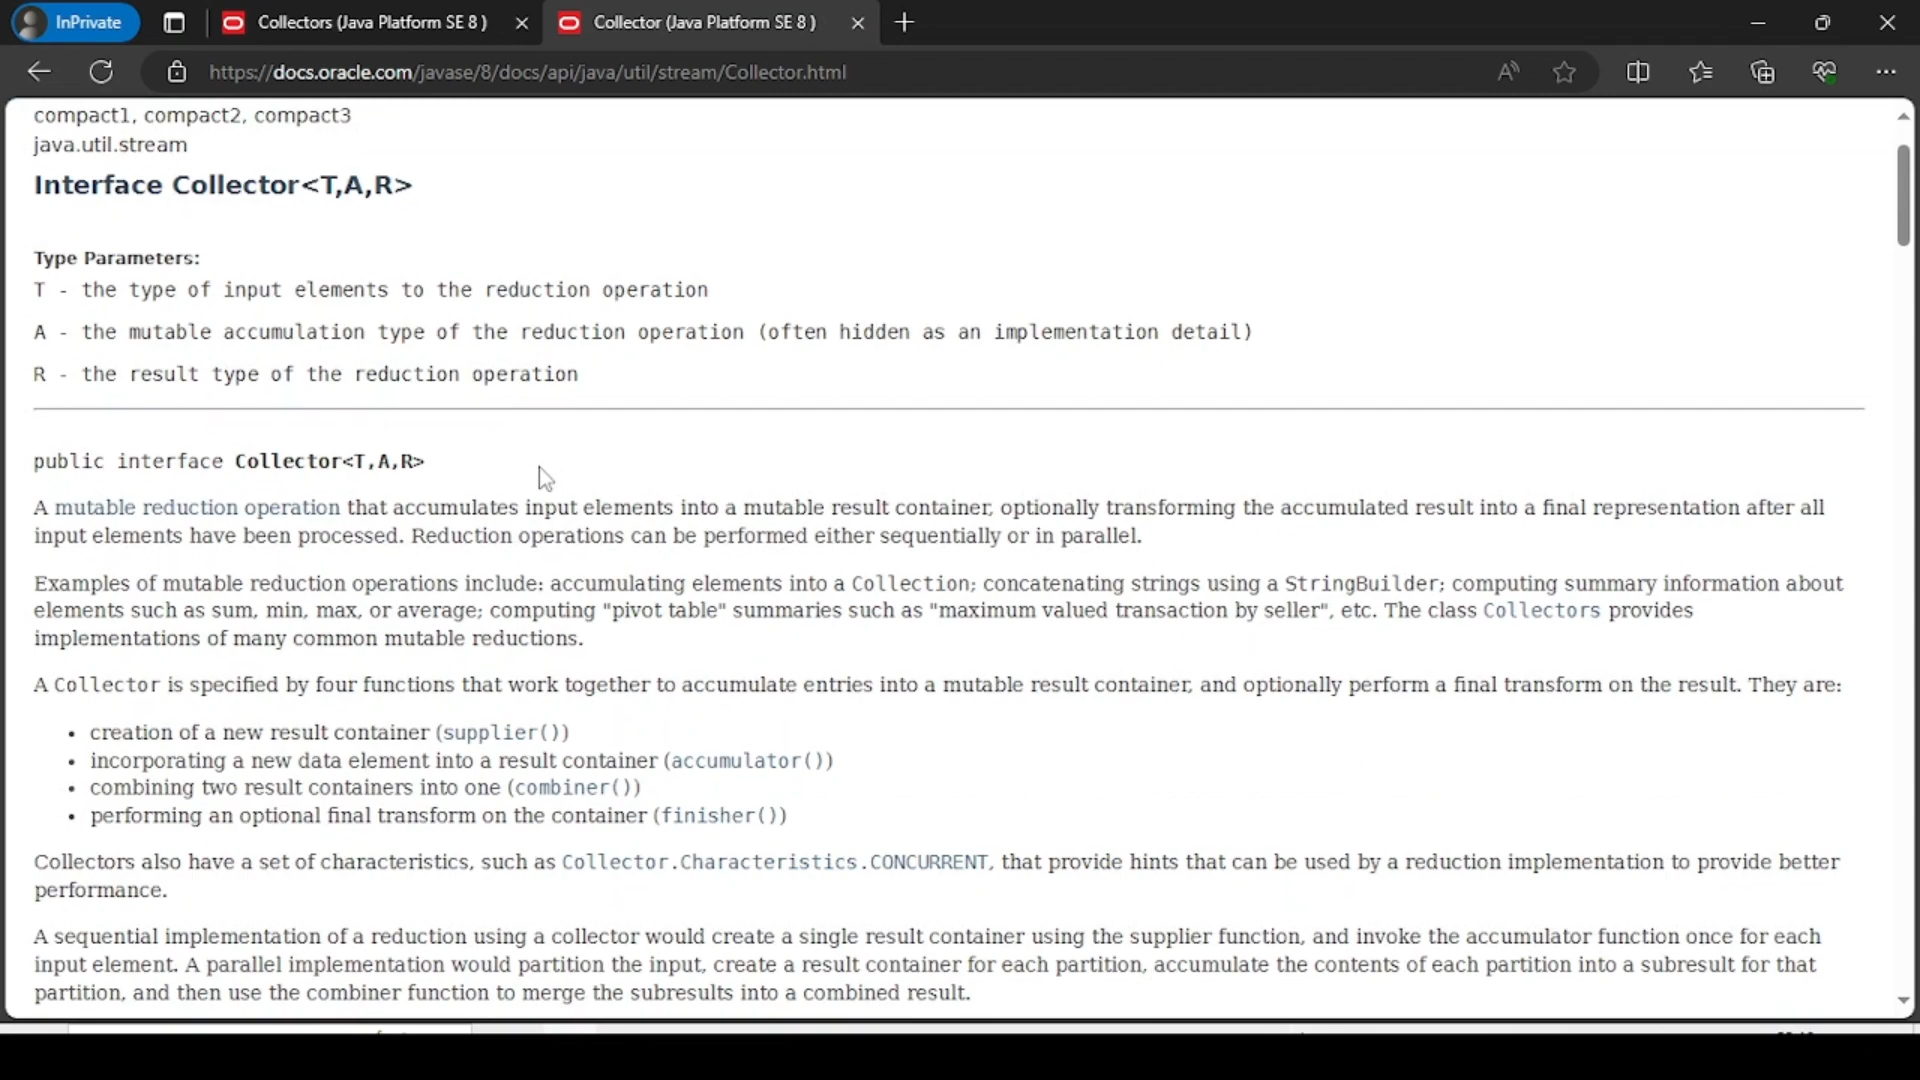 InPrivate
Collectors (Java Platform SE 8 )
Collector (Java Platform SE 8 )
https://docs.oracle.com/javase/8/docs/api/java/util/stream/Collector.html
compact1, compact2, compact3
java.util.stream
Interface Collector<T,A,R>
Type Parameters:
T - the type of input elements to the reduction operation
A - the mutable accumulation type of the reduction operation (often hidden as an implementation detail)
R - the result type of the reduction operation
public interface Collector<T,A,R>
A mutable reduction operation that accumulates input elements into a mutable result container, optionally transforming the accumulated result into a final representation after all
input elements have been processed. Reduction operations can be performed either sequentially or in parallel.
Examples of mutable reduction operations include: accumulating elements into a Collection; concatenating strings using a StringBuilder; computing summary information about
elements such as sum, min, max, or average; computing "pivot table" summaries such as "maximum valued transaction by seller", etc. The class Collectors provides
implementations of many common mutable reductions.
A Collector is specified by four functions that work together to accumulate entries into a mutable result container, and optionally perform a final transform on the result. They are:
• creation of a new result container (supplier())
• incorporating a new data element into a result container (accumulator())
• combining two result containers into one (combiner())
• performing an optional final transform on the container (finisher())
Collectors also have a set of characteristics, such as Collector.Characteristics.CONCURRENT, that provide hints that can be used by a reduction implementation to provide better
performance.
A sequential implementation of a reduction using a collector would create a single result container using the supplier function, and invoke the accumulator function once for each
input element. A parallel implementation would partition the input, create a result container for each partition, accumulate the contents of each partition into a subresult for that
partition, and then use the combiner function to merge the subresults into a combined result.